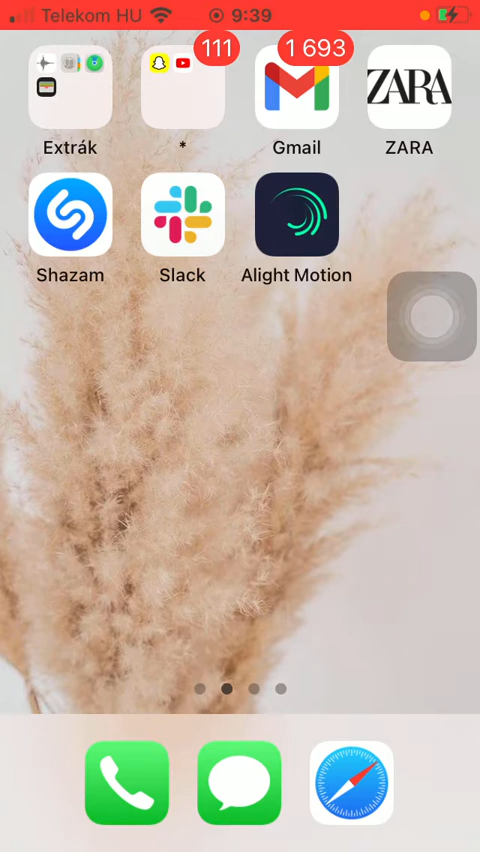 Telekom HU 9:39
111
1 693
ZARA
Extrák
*
Gmail
ZARA
Shazam
Slack
Alight Motion